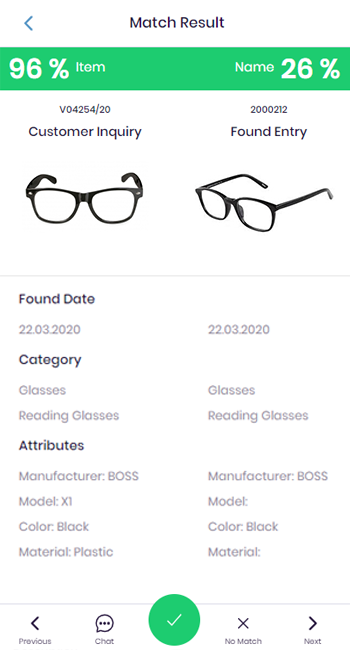 Match Result
96 % Item Name 26 %
V04254/20 2000212
Customer Inquiry Found Entry
Found Date
22.03.2020 22.03.2020
Category
Glasses Glasses
Reading Glasses Reading Glasses
Attributes
Manufacturer: BOSS Manufacturer: BOSS
Model: X1 Model:
Color: Black Color: Black
Material: Plastic Material:
Previous Chat No Match Next